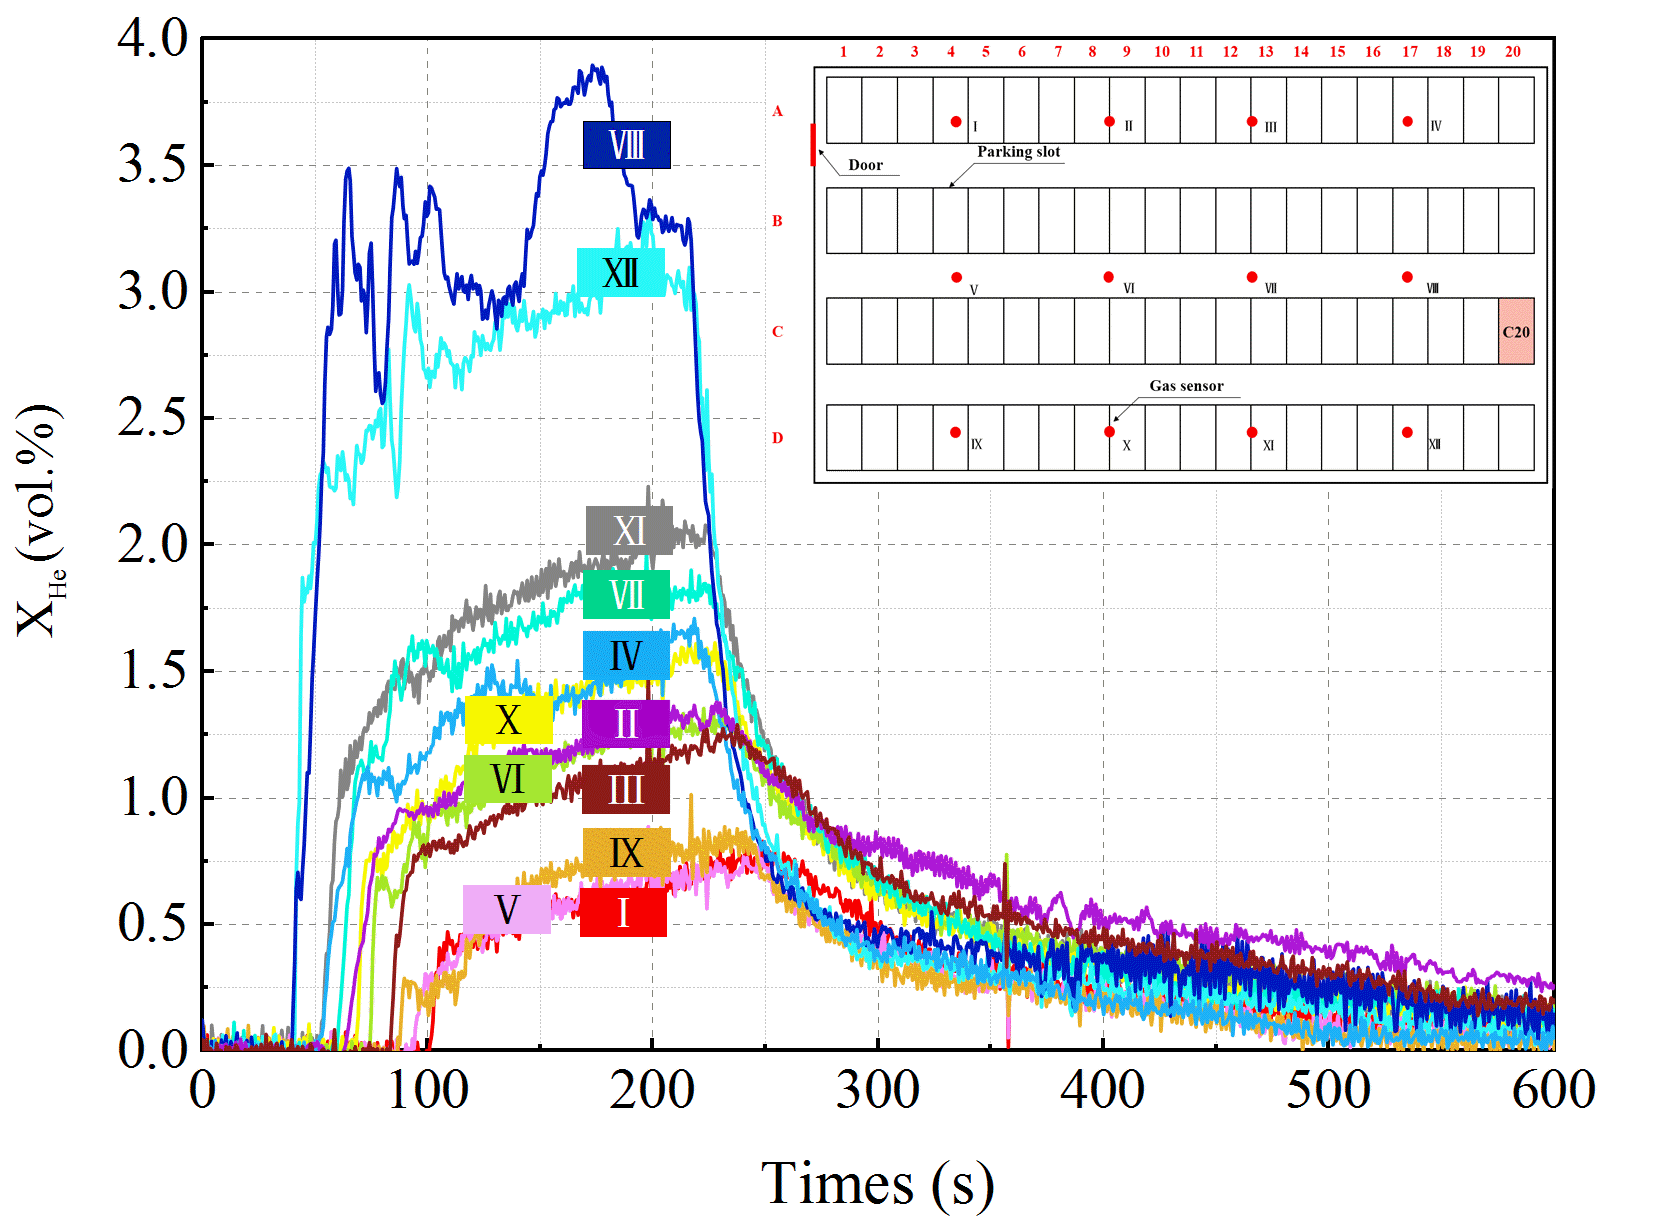 4.0
3.5
3.0
2.5
2.0
1.5
1.0
0.5
0.0
X_He (vol.%)
0 100 200 300 400 500 600
Times (s)
Ⅷ
Ⅻ
Ⅺ
Ⅶ
Ⅳ
Ⅹ
Ⅱ
Ⅵ
Ⅲ
Ⅸ
Ⅴ
Ⅰ
1 2 3 4 5 6 7 8 9 10 11 12 13 14 15 16 17 18 19 20
A
Ⅰ Ⅱ Ⅲ Ⅳ
Door
Parking slot
B
Ⅴ Ⅵ Ⅶ Ⅷ
C
C20
Gas sensor
D
Ⅸ Ⅹ Ⅺ Ⅻ